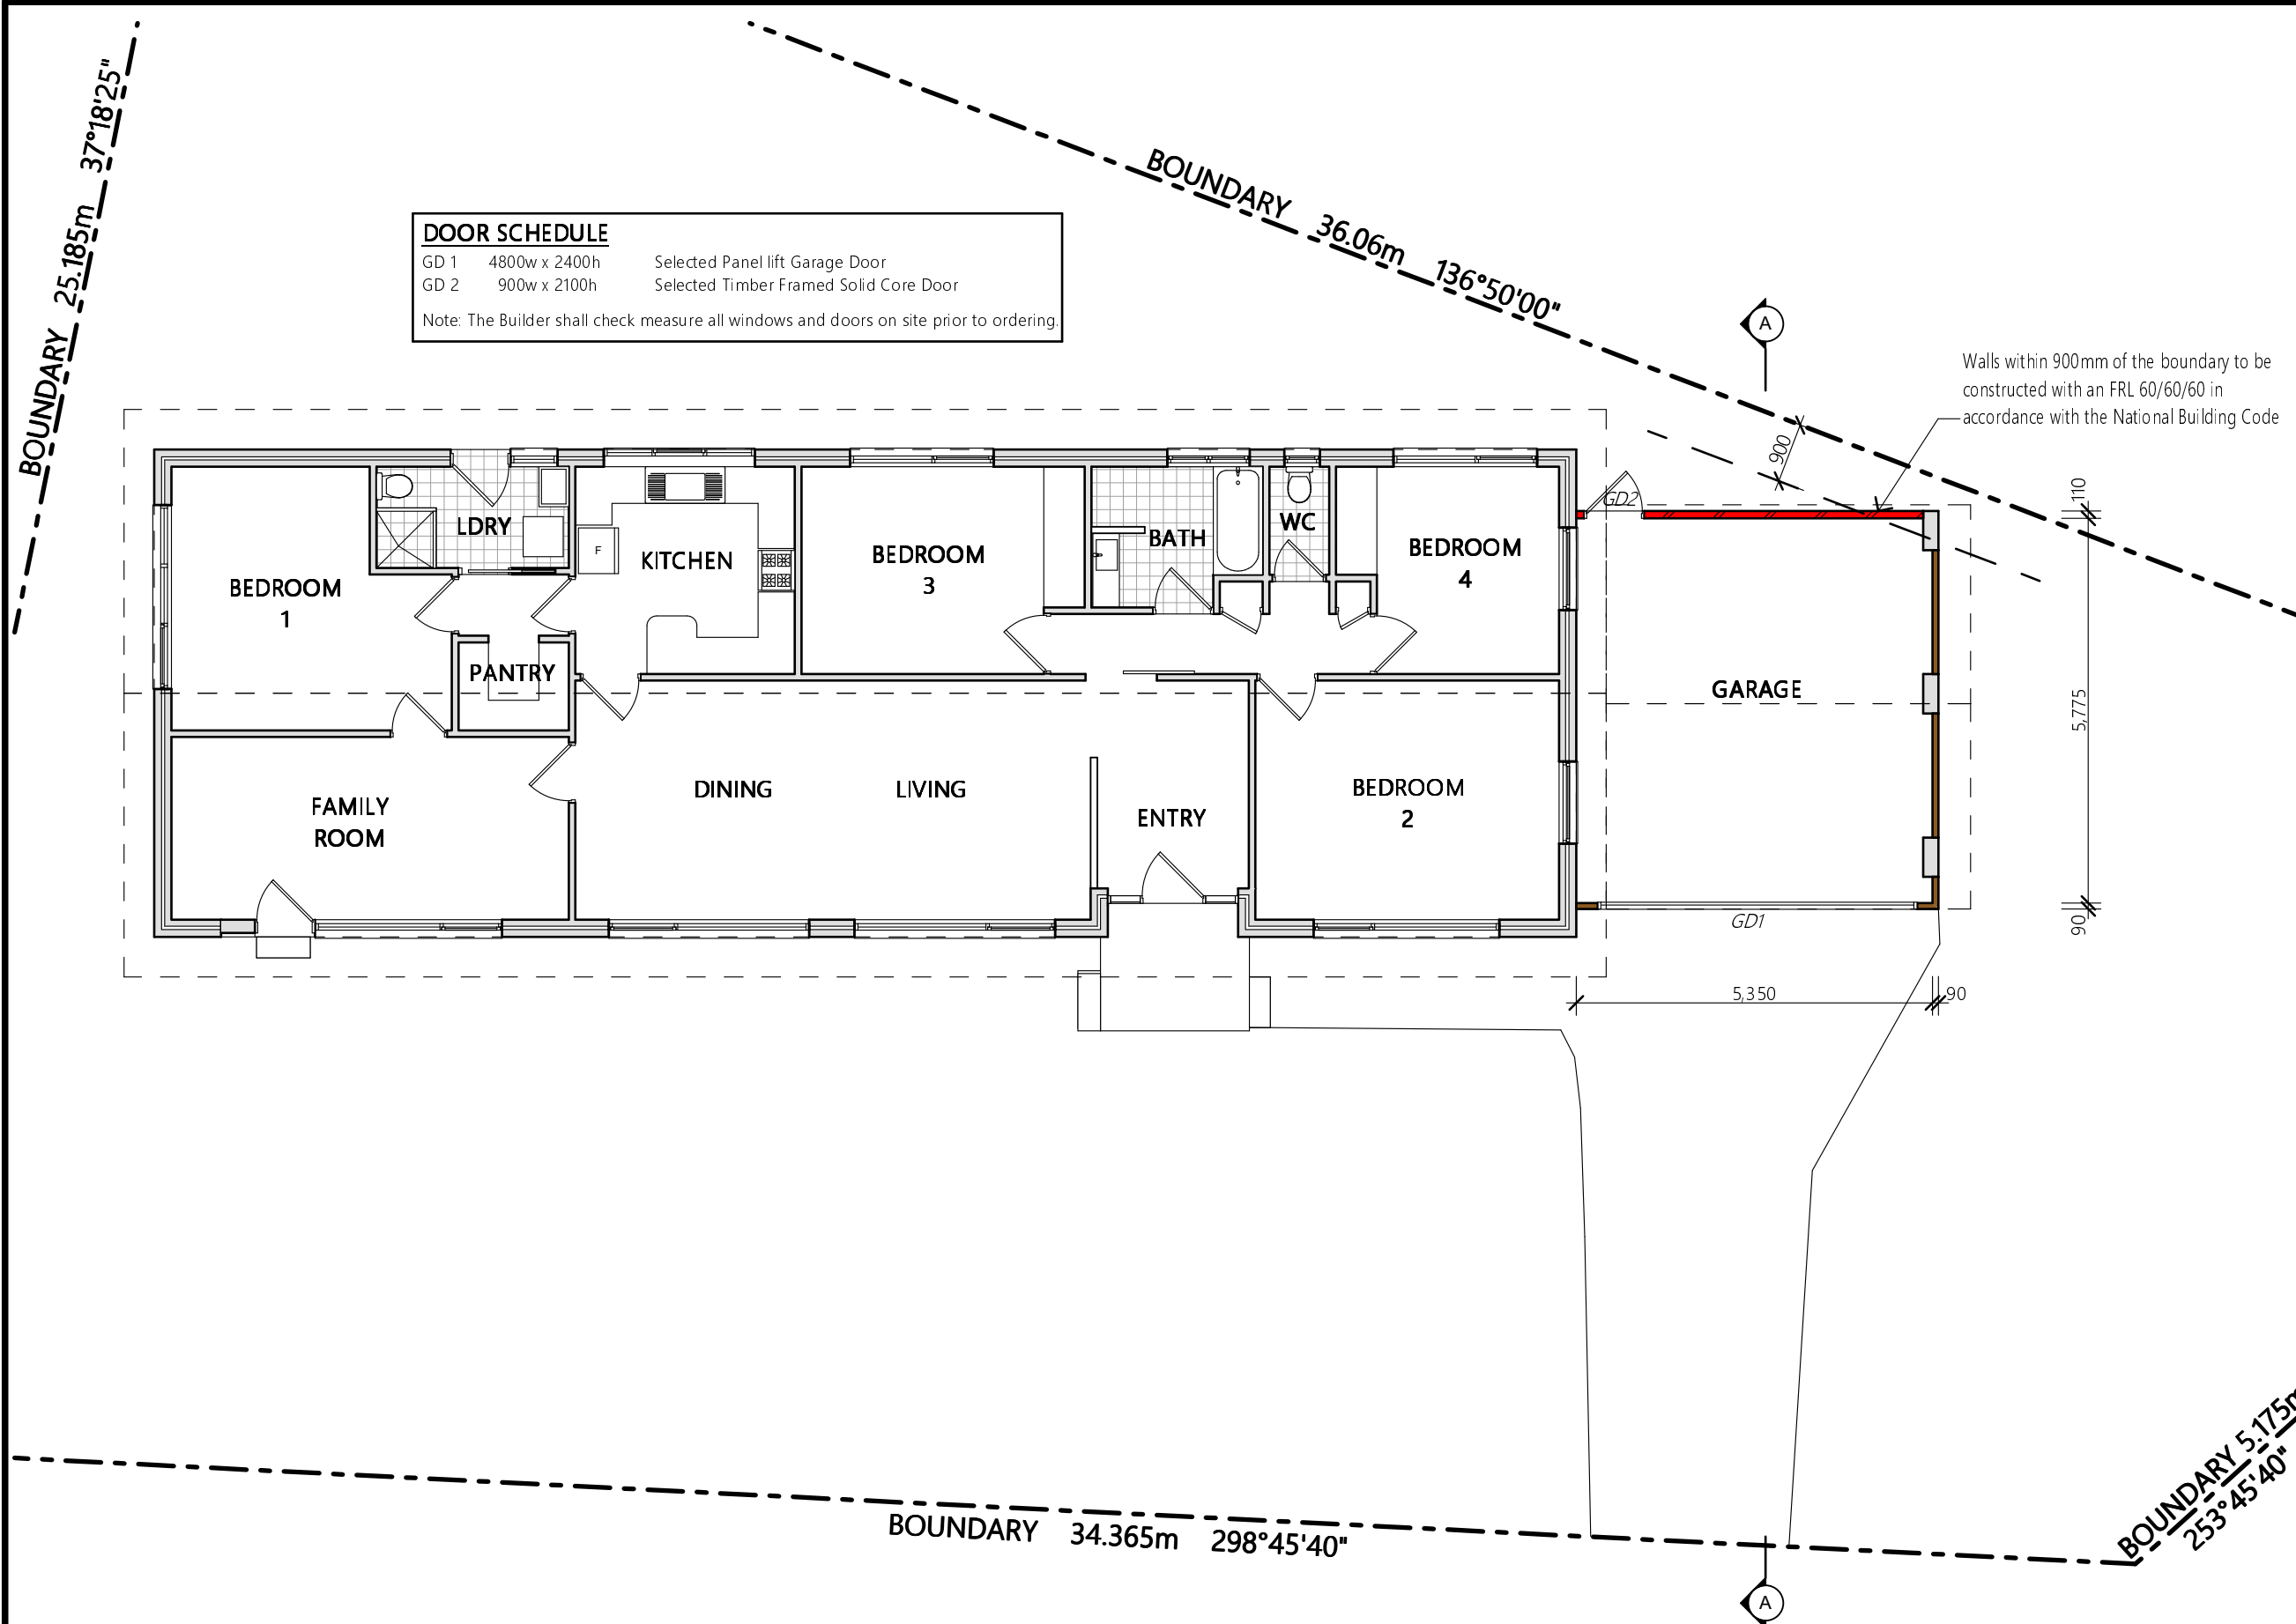 BOUNDARY 25.185m 37°18'25"
BOUNDARY 36.06m 136°50'00"
DOOR SCHEDULE
GD 1 4800w x 2400h Selected Panel lift Garage Door
GD 2 900w x 2100h Selected Timber Framed Solid Core Door
Note: The Builder shall check measure all windows and doors on site prior to ordering.
A
Walls within 900mm of the boundary to be
constructed with an FRL 60/60/60 in
accordance with the National Building Code
900
110
GD2
LDRY
KITCHEN
F
BEDROOM
3
BATH
WC
BEDROOM
4
BEDROOM
1
PANTRY
GARAGE
5,775
FAMILY
ROOM
DINING
LIVING
ENTRY
BEDROOM
2
GD1
90
5,350
90
BOUNDARY 34.365m 298°45'40"
BOUNDARY 5.175m
253°45'40"
A